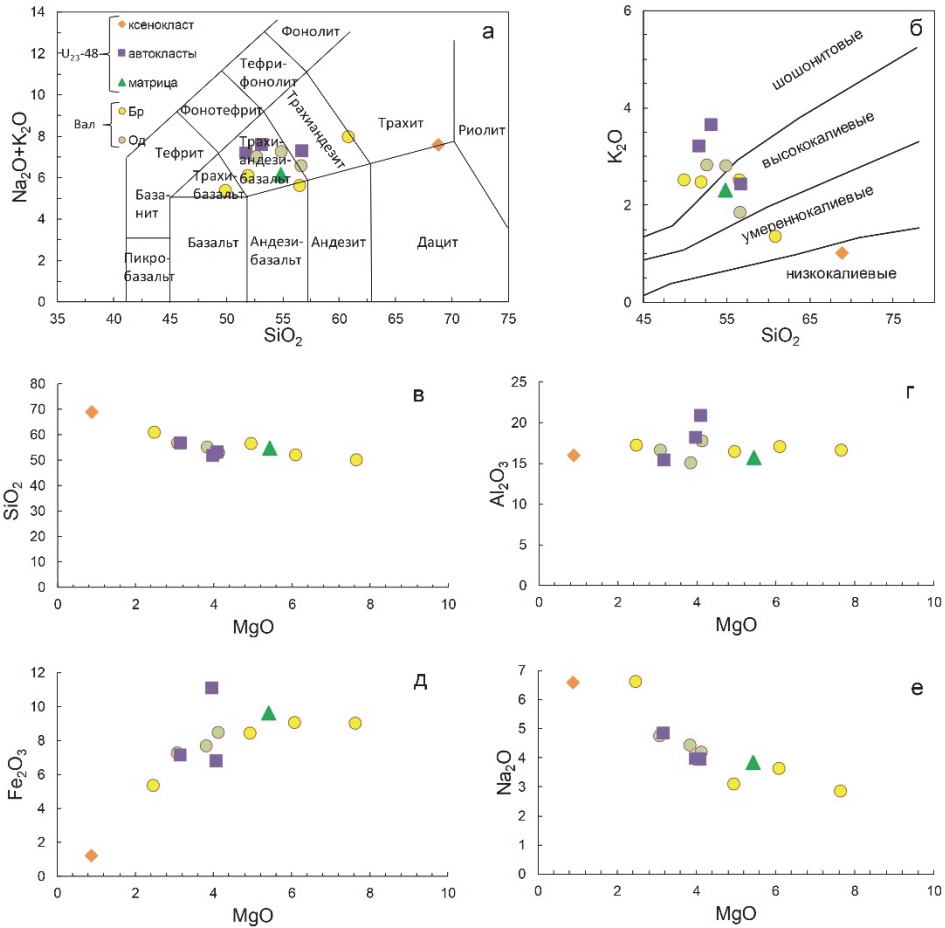 а
Na₂O+K₂O
14
12
10
8
6
4
2
0
35
40
45
50
55
60
65
70
75
SiO₂
U₂₃-48
ксенокласт
автокласты
матрица
Вал
Бр
Од
Фонолит
Тефри-
фонолит
Фонотефрит
Трахиандезит
Тефрит
Трахи-
андези-
базальт
Трахит
Риолит
Трахи-
базальт
База-
нит
Базальт
Андези-
базальт
Андезит
Дацит
Пикро-
базальт
б
K₂O
6
4
2
0
45
55
65
75
SiO₂
шошонитовые
высококалиевые
умереннокалиевые
низкокалиевые
в
SiO₂
80
70
60
50
40
30
20
10
0
0
2
4
6
8
10
MgO
г
Al₂O₃
25
20
15
10
5
0
0
2
4
6
8
10
MgO
д
Fe₂O₃
12
10
8
6
4
2
0
0
2
4
6
8
10
MgO
е
Na₂O
7
6
5
4
3
2
1
0
0
2
4
6
8
10
MgO